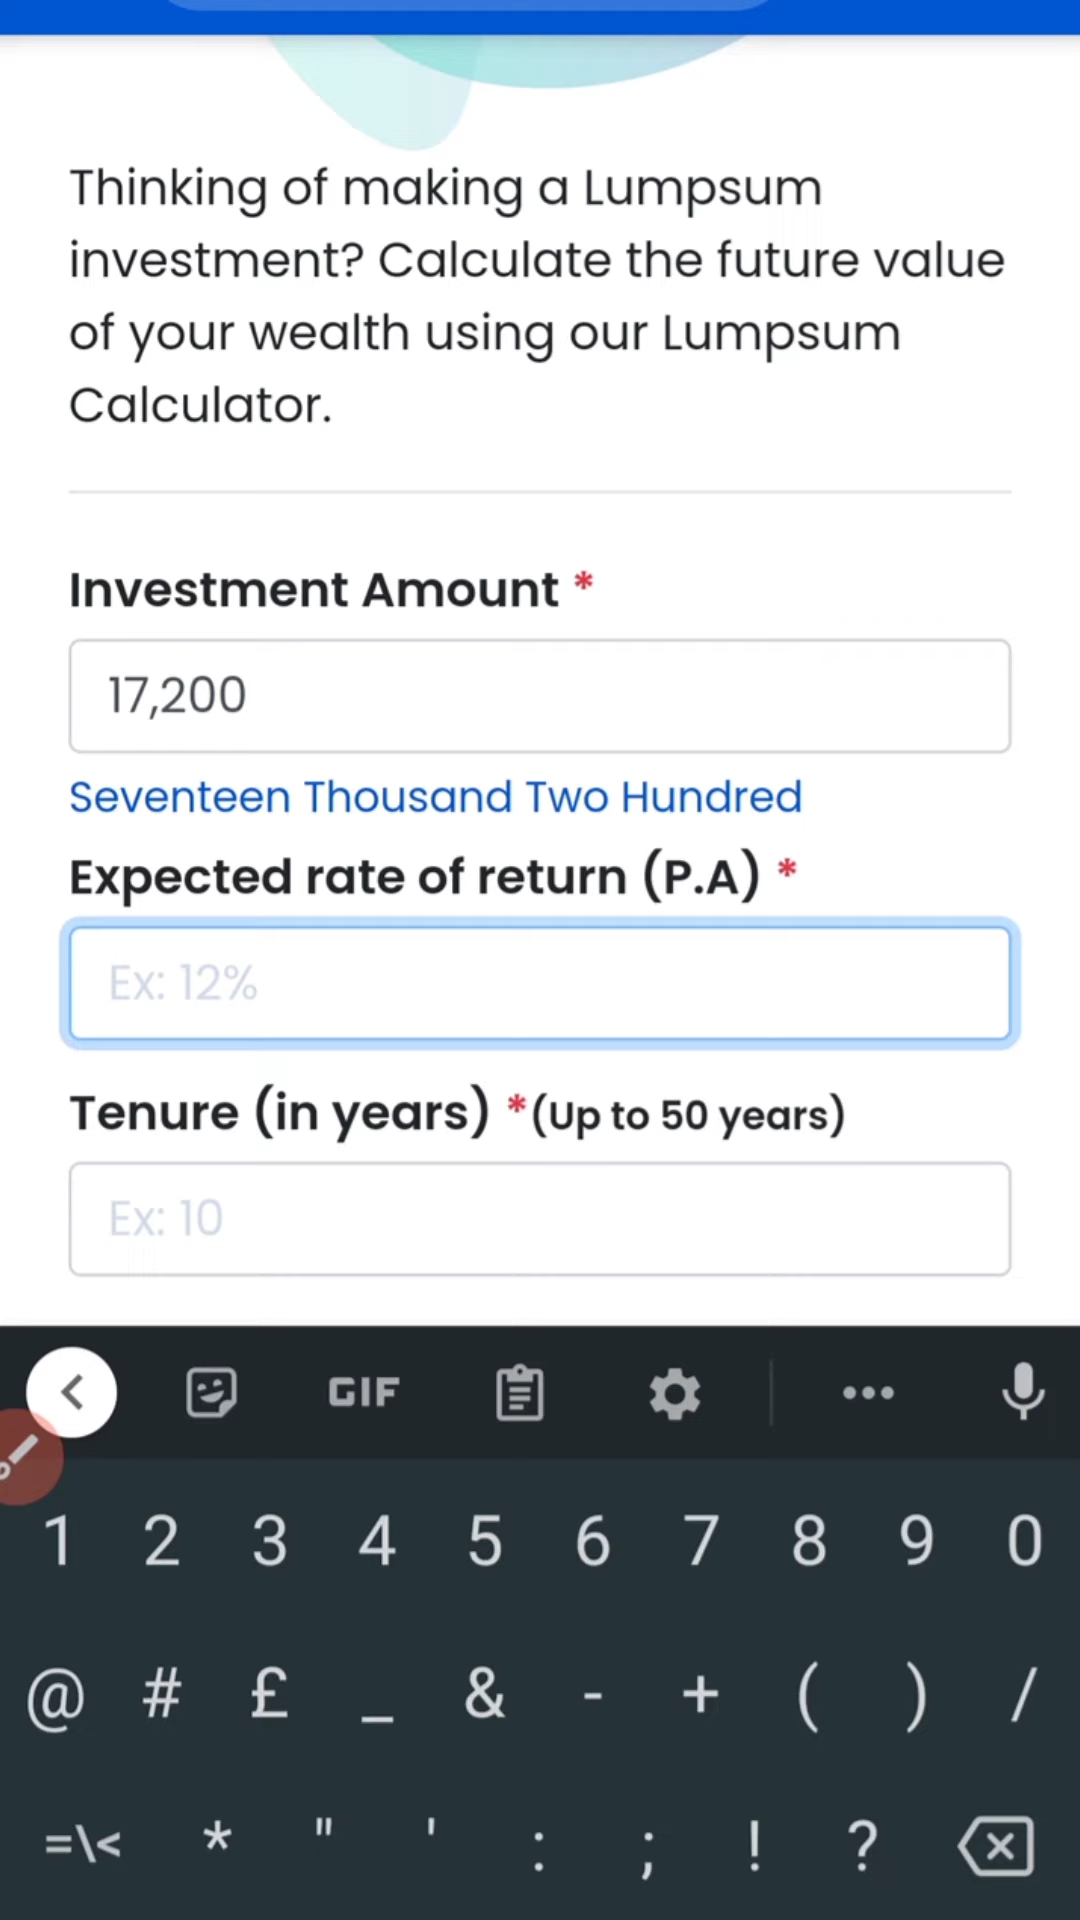 Thinking of making a Lumpsum
investment? Calculate the future value
of your wealth using our Lumpsum
Calculator.
Investment Amount *
17,200
Seventeen Thousand Two Hundred
Expected rate of return (P.A) *
Ex: 12%
Tenure (in years) *(Up to 50 years)
Ex: 10
GIF
1 2 3 4 5 6 7 8 9 0
@ # £ _ & - + ( ) /
=\< * " ' : ; ! ?